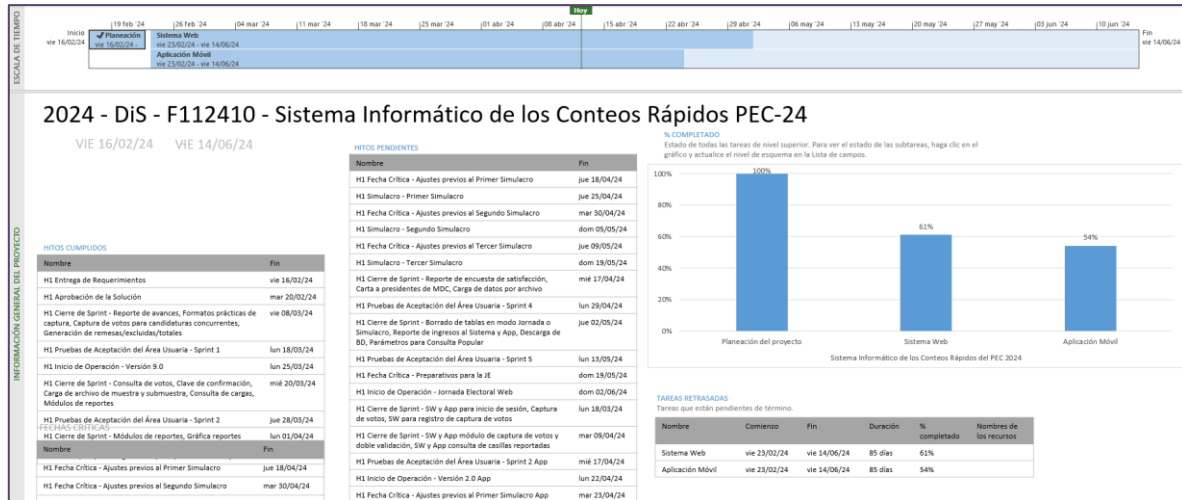 ESCALA DE TIEMPO
Hoy
19 feb '24 26 feb '24 04 mar '24 11 mar '24 18 mar '24 25 mar '24 01 abr '24 08 abr '24 15 abr '24 22 abr '24 29 abr '24 06 may '24 13 may '24 20 may '24 27 may '24 03 jun '24 10 jun '24
Inicio
vie 16/02/24
Planeación
vie 16/02/24 -
Sistema Web
vie 23/02/24 - vie 14/06/24
Aplicación Móvil
vie 23/02/24 - vie 14/06/24
Fin
vie 14/06/24
INFORMACIÓN GENERAL DEL PROYECTO
2024 - DiS - F112410 - Sistema Informático de los Conteos Rápidos PEC-24
VIE 16/02/24 VIE 14/06/24
HITOS CUMPLIDOS
Nombre Fin
H1 Entrega de Requerimientos vie 16/02/24
H1 Aprobación de la Solución mar 20/02/24
H1 Cierre de Sprint - Reporte de avances, Formatos prácticas de vie 08/03/24
captura, Captura de votos para candidaturas concurrentes,
Generación de remesas/excluidas/totales
H1 Pruebas de Aceptación del Área Usuaria - Sprint 1 lun 18/03/24
H1 Inicio de Operación - Versión 9.0 lun 25/03/24
H1 Cierre de Sprint - Consulta de votos, Clave de confirmación, mié 20/03/24
Carga de archivo de muestra y submuestra, Consulta de cargas,
Módulos de reportes
H1 Pruebas de Aceptación del Área Usuaria - Sprint 2 jue 28/03/24
FECHAS CRÍTICAS
H1 Cierre de Sprint - Módulos de reportes, Gráfica reportes lun 01/04/24
Nombre Fin
H1 Fecha Crítica - Ajustes previos al Primer Simulacro jue 18/04/24
H1 Fecha Crítica - Ajustes previos al Segundo Simulacro mar 30/04/24
HITOS PENDIENTES
Nombre Fin
H1 Fecha Crítica - Ajustes previos al Primer Simulacro jue 18/04/24
H1 Simulacro - Primer Simulacro jue 25/04/24
H1 Fecha Crítica - Ajustes previos al Segundo Simulacro mar 30/04/24
H1 Simulacro - Segundo Simulacro dom 05/05/24
H1 Fecha Crítica - Ajustes previos al Tercer Simulacro jue 09/05/24
H1 Simulacro - Tercer Simulacro dom 19/05/24
H1 Cierre de Sprint - Reporte de encuesta de satisfacción, mié 17/04/24
Carta a presidentes de MDC, Carga de datos por archivo
H1 Pruebas de Aceptación del Área Usuaria - Sprint 4 lun 29/04/24
H1 Cierre de Sprint - Borrado de tablas en modo Jornada o jue 02/05/24
Simulacro, Reporte de ingresos al Sistema y App, Descarga de
BD, Parámetros para Consulta Popular
H1 Pruebas de Aceptación del Área Usuaria - Sprint 5 lun 13/05/24
H1 Fecha Crítica - Preparativos para la JE dom 19/05/24
H1 Inicio de Operación - Jornada Electoral Web dom 02/06/24
H1 Cierre de Sprint - SW y App para inicio de sesión, Captura lun 18/03/24
de votos, SW para registro de captura de votos
H1 Cierre de Sprint - SW y App módulo de captura de votos y mar 09/04/24
doble validación, SW y App consulta de casillas reportadas
H1 Pruebas de Aceptación del Área Usuaria - Sprint 2 App mié 17/04/24
H1 Inicio de Operación - Versión 2.0 App lun 22/04/24
H1 Fecha Crítica - Ajustes previos al Primer Simulacro App mar 23/04/24
% COMPLETADO
Estado de todas las tareas de nivel superior. Para ver el estado de las subtareas, haga clic en el
gráfico y actualice el nivel de esquema en la Lista de campos.
100%
80%
60%
40%
20%
0%
100%
61%
54%
Planeación del proyecto Sistema Web Aplicación Móvil
Sistema Informático de los Conteos Rápidos del PEC 2024
TAREAS RETRASADAS
Tareas que están pendientes de término.
Nombre Comienzo Fin Duración % completado Nombres de los recursos
Sistema Web vie 23/02/24 vie 14/06/24 85 días 61%
Aplicación Móvil vie 23/02/24 vie 14/06/24 85 días 54%